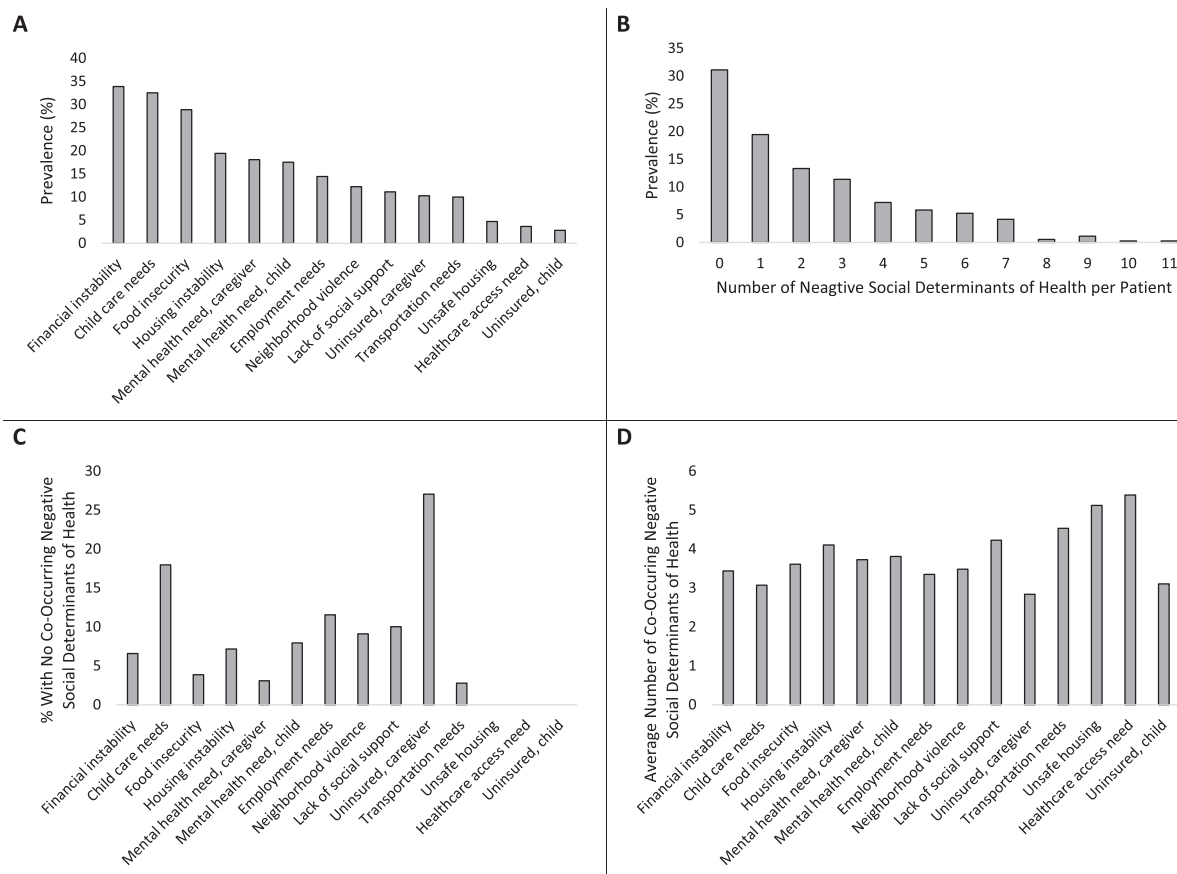 A
Prevalence (%)
40
35
30
25
20
15
10
5
0
Financial instability
Child care needs
Food insecurity
Housing instability
Mental health need, caregiver
Mental health need, child
Employment needs
Neighborhood violence
Lack of social support
Uninsured, caregiver
Transportation needs
Unsafe housing
Healthcare access need
Uninsured, child
B
Prevalence (%)
35
30
25
20
15
10
5
0
0 1 2 3 4 5 6 7 8 9 10 11
Number of Neagtive Social Determinants of Health per Patient
C
% With No Co-Occurring Negative
Social Determinants of Health
30
25
20
15
10
5
0
Financial instability
Child care needs
Food insecurity
Housing instability
Mental health need, caregiver
Mental health need, child
Employment needs
Neighborhood violence
Lack of social support
Uninsured, caregiver
Transportation needs
Unsafe housing
Healthcare access need
Uninsured, child
D
Average Number of Co-Occuring Negative
Social Determinants of Health
6
5
4
3
2
1
0
Financial instability
Child care needs
Food insecurity
Housing instability
Mental health need, caregiver
Mental health need, child
Employment needs
Neighborhood violence
Lack of social support
Uninsured, caregiver
Transportation needs
Unsafe housing
Healthcare access need
Uninsured, child